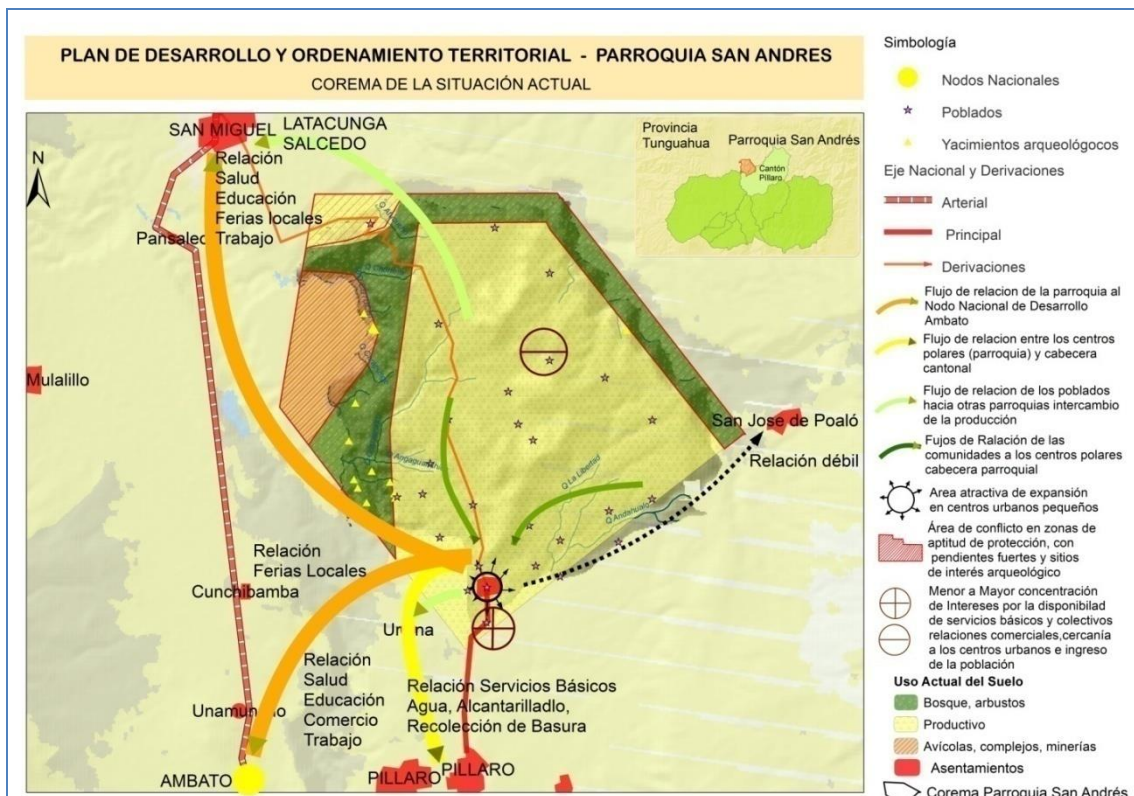 PLAN DE DESARROLLO Y ORDENAMIENTO TERRITORIAL - PARROQUIA SAN ANDRES
COREMA DE LA SITUACIÓN ACTUAL
SAN MIGUEL
LATACUNGA
SALCEDO
Relación
Salud
Educación
Ferias locales
Trabajo
N
Pansaleo
Provincia
Tunguahua
Parroquia San Andrés
Cantón
Píllaro
Mulalillo
San Jose de Poaló
Relación débil
Q La Libertad
Q Andahualo
Relación
Ferias Locales
Cunchibamba
Urbina
Relación
Salud
Educación
Comercio
Trabajo
Relación Servicios Básicos
Agua, Alcantarilladlo,
Recolección de Basura
AMBATO
PILLARO
PILLARO
Simbología
Nodos Nacionales
Poblados
Yacimientos arqueológocos
Eje Nacional y Derivaciones
Arterial
Principal
Derivaciones
Flujo de relacion de la parroquia al
Nodo Nacional de Desarrollo
Ambato
Flujo de relacion entre los centros
polares (parroquia) y cabecera
cantonal
Flujo de relacion de los poblados
hacia otras parroquias intercambio
de la producción
Fujos de Ralación de las
comunidades a los centros polares
cabecera parroquial
Area atractiva de expansión
en centros urbanos pequeños
Área de conflicto en zonas de
aptitud de protección, con
pendientes fuertes y sitios
de interés arqueológico
Menor a Mayor concentración
de Intereses por la disponibilad
de servicios básicos y colectivos
relaciones comerciales,cercanía
a los centros urbanos e ingreso
de la población
Uso Actual del Suelo
Bosque, arbustos
Productivo
Avícolas, complejos, minerías
Asentamientos
Corema Parroquia San Andrés